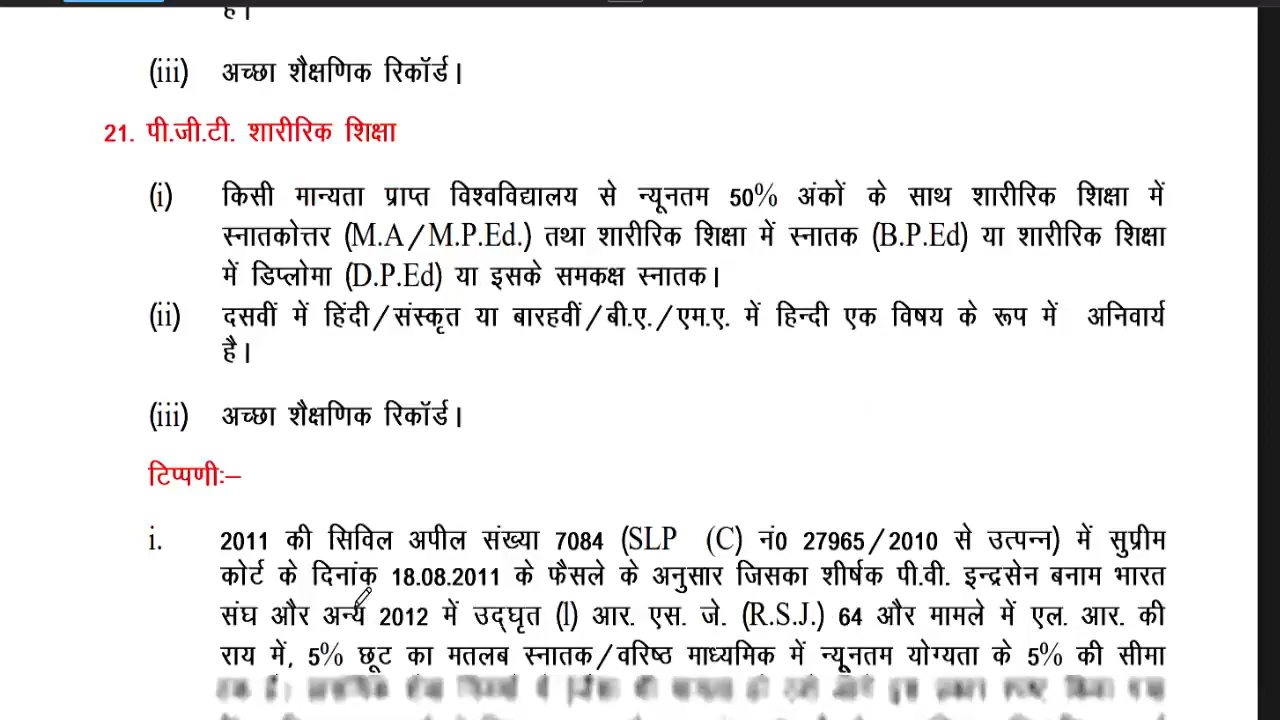 है।
(iii) अच्छा शैक्षणिक रिकॉर्ड।
21. पी.जी.टी. शारीरिक शिक्षा
(i) किसी मान्यता प्राप्त विश्वविद्यालय से न्यूनतम 50% अंकों के साथ शारीरिक शिक्षा में
स्नातकोत्तर (M.A/M.P.Ed.) तथा शारीरिक शिक्षा में स्नातक (B.P.Ed) या शारीरिक शिक्षा
में डिप्लोमा (D.P.Ed) या इसके समकक्ष स्नातक।
(ii) दसवीं में हिंदी/संस्कृत या बारहवीं/बी.ए./एम.ए. में हिन्दी एक विषय के रूप में अनिवार्य
है।
(iii) अच्छा शैक्षणिक रिकॉर्ड।
टिप्पणीः–
i. 2011 की सिविल अपील संख्या 7084 (SLP (C) नं0 27965/2010 से उत्पन्न) में सुप्रीम
कोर्ट के दिनांक 18.08.2011 के फैसले के अनुसार जिसका शीर्षक पी.वी. इन्द्रसेन बनाम भारत
संघ और अन्य 2012 में उद्घृत (l) आर. एस. जे. (R.S.J.) 64 और मामले में एल. आर. की
राय में, 5% छूट का मतलब स्नातक/वरिष्ठ माध्यमिक में न्यूनतम योग्यता के 5% की सीमा